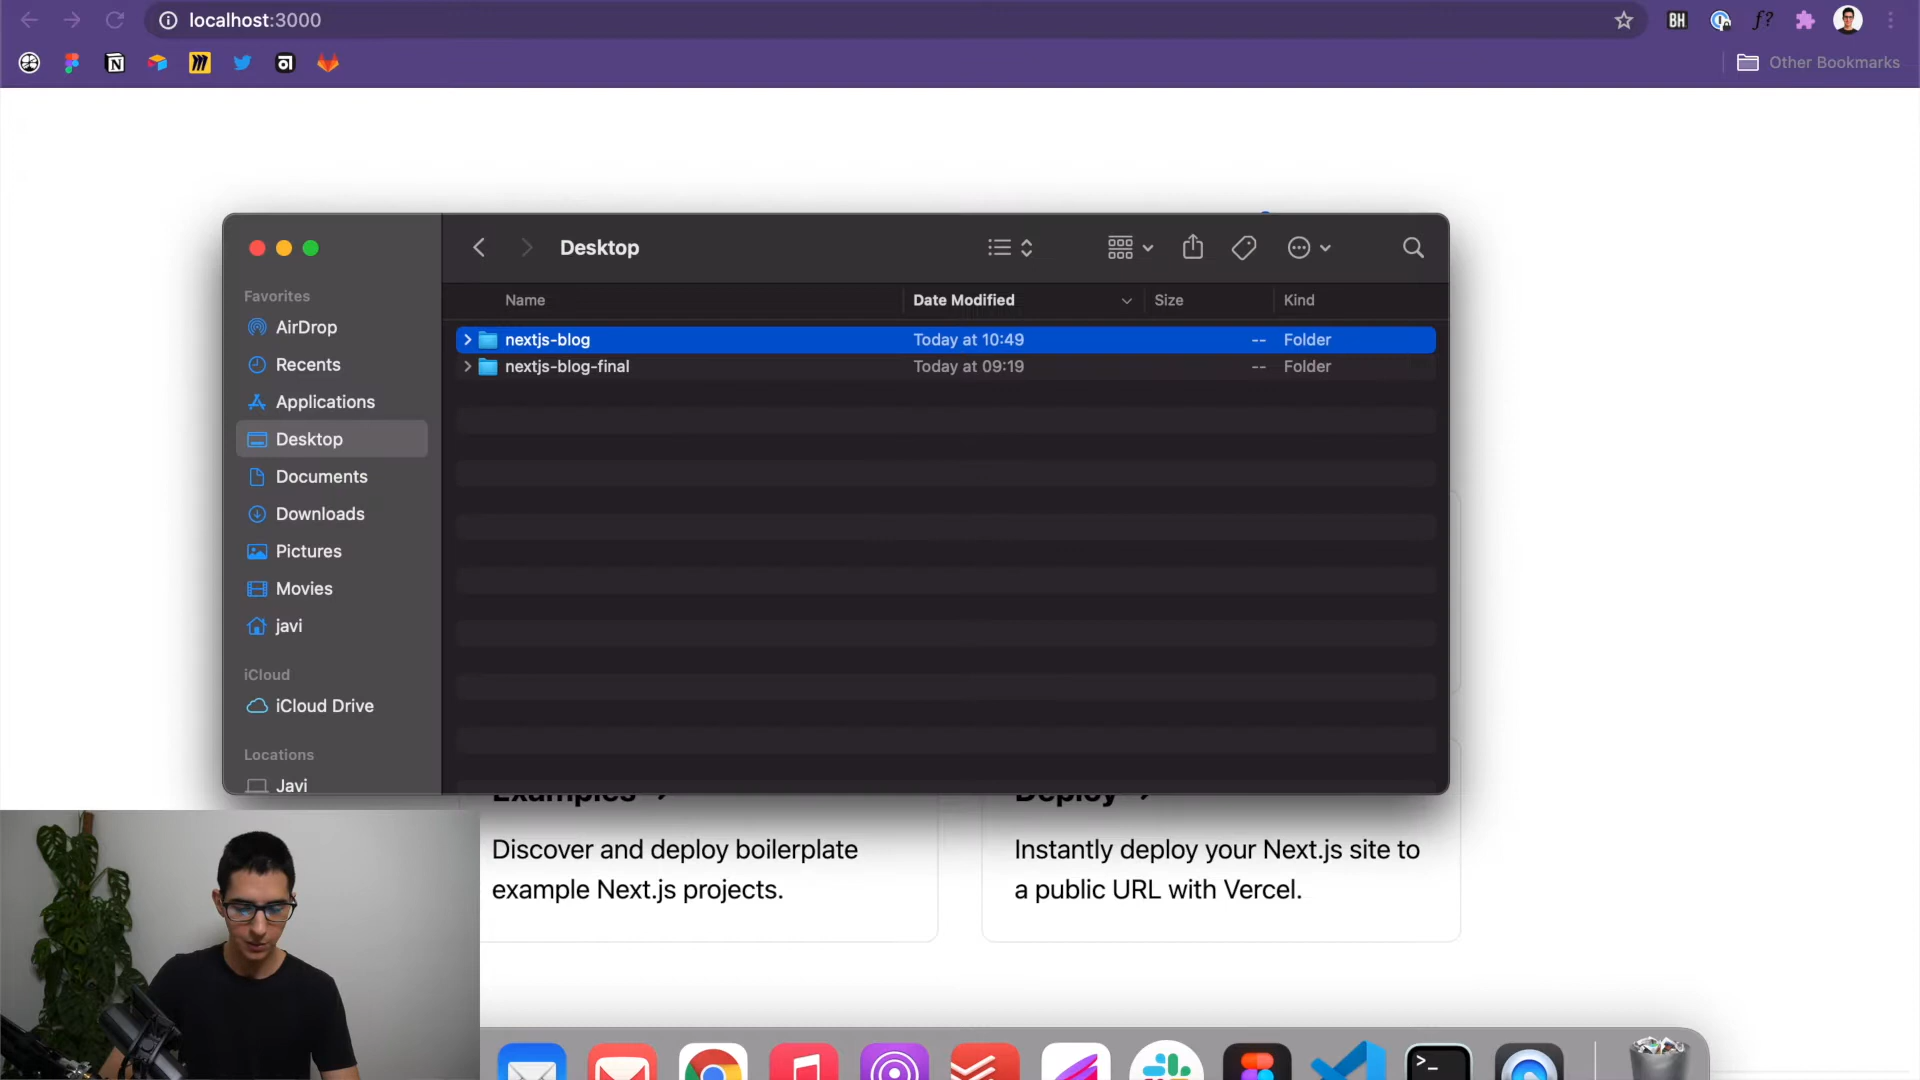 localhost:3000
BH
f?
Other Bookmarks
Desktop
Favorites
AirDrop
Recents
Applications
Desktop
Documents
Downloads
Pictures
Movies
javi
iCloud
iCloud Drive
Locations
Javi
Name Date Modified Size Kind
nextjs-blog Today at 10:49 -- Folder
nextjs-blog-final Today at 09:19 -- Folder
Examples →
Discover and deploy boilerplate
example Next.js projects.
Deploy →
Instantly deploy your Next.js site to
a public URL with Vercel.
>_